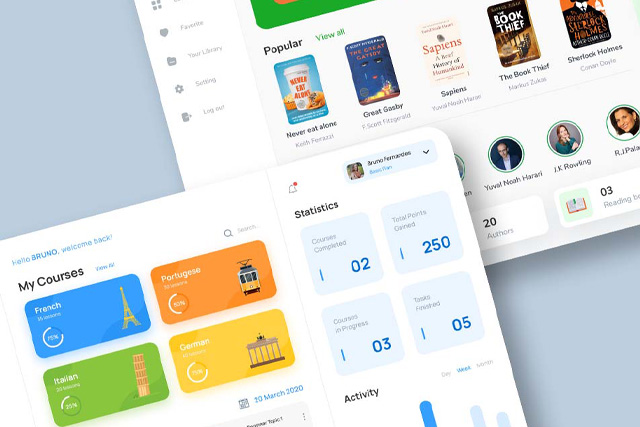 Favorite
Your Library
Setting
Log out
Popular
View all
NEVER EAT ALONE
Never eat alone
Keith Ferrazzi
THE GREAT GATSBY
Great Gasby
F.Scott Fitzgerald
Sapiens
A Brief History of Humankind
Sapiens
Yuval Noah Harari
THE BOOK THIEF
The Book Thief
Markus Zukas
SHERLOCK HOLMES
Sherlock Holmes
Conan Doyle
Yuval Noah Harari
J.K Rowling
20
Authors
03
Reading
hello BRUNO, welcome back!
Search...
My Courses
View All
French
35 lessons
75%
Portugese
50%
Italian
25%
German
Bruno Fernandes
Statistics
Courses Completed
02
Total Points Gained
250
Courses in Progress
03
Tasks Finished
05
Activity
Day
Week
Month
20 March 2020